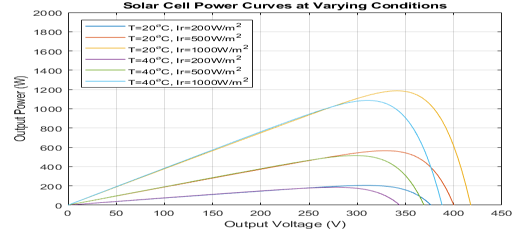 Solar Cell Power Curves at Varying Conditions
2000
1800
1600
1400
1200
1000
800
600
400
200
0
Output Power (W)
T=20°C, Ir=200W/m²
T=20°C, Ir=500W/m²
T=20°C, Ir=1000W/m²
T=40°C, Ir=200W/m²
T=40°C, Ir=500W/m²
T=40°C, Ir=1000W/m²
0 50 100 150 200 250 300 350 400 450
Output Voltage (V)